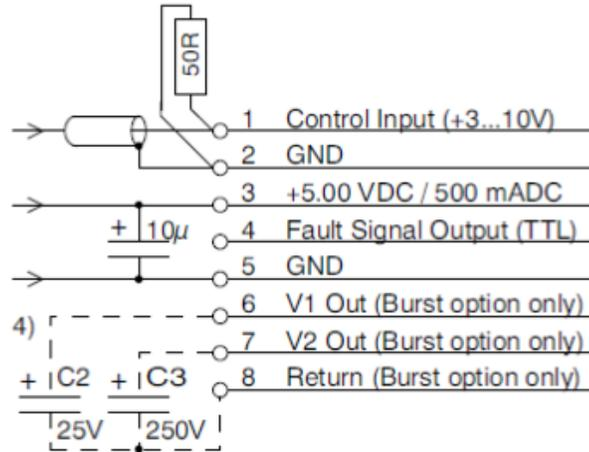 50R
1 Control Input (+3...10V)
2 GND
3 +5.00 VDC / 500 mADC
+ 10µ
4 Fault Signal Output (TTL)
5 GND
6 V1 Out (Burst option only)
4)
7 V2 Out (Burst option only)
8 Return (Burst option only)
+ C2
+ C3
25V
250V